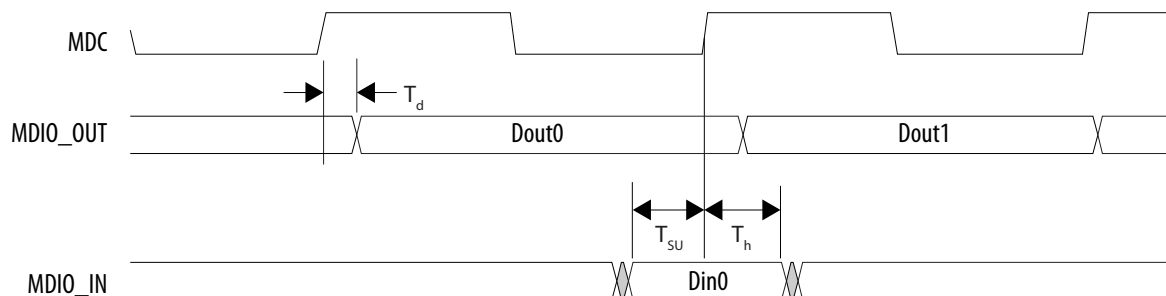 MDC
T_d
MDIO_OUT
Dout0
Dout1
T_SU
T_h
MDIO_IN
Din0